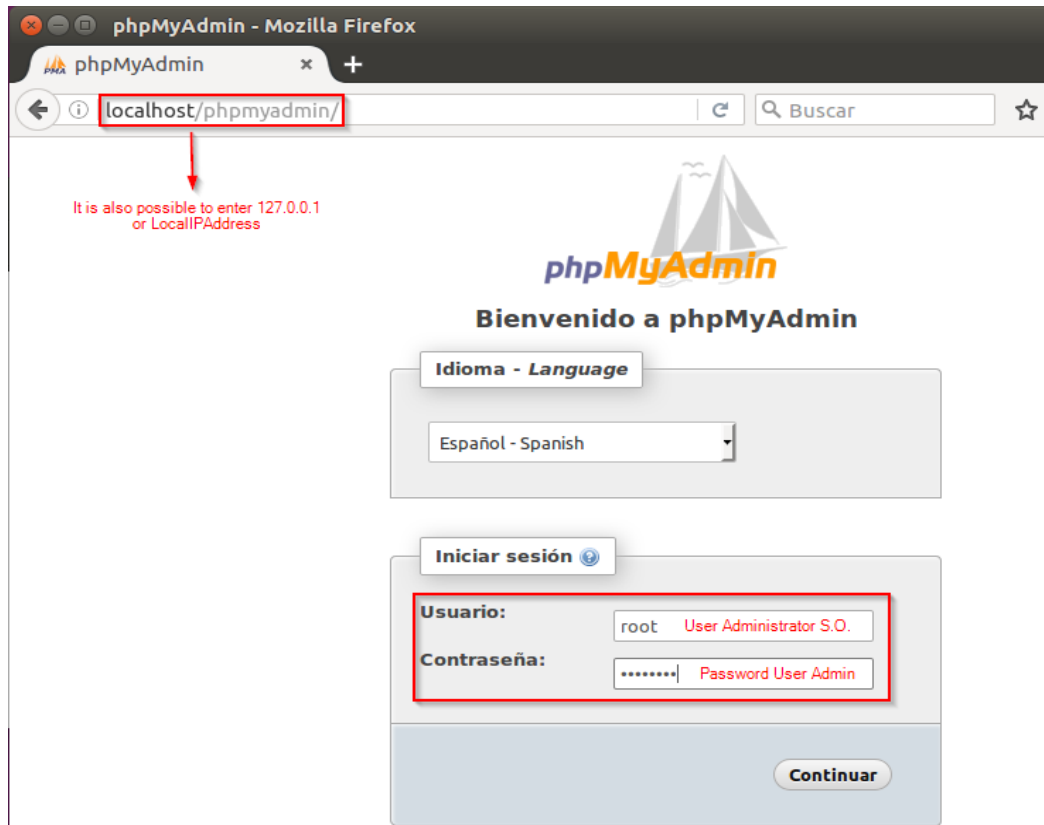 phpMyAdmin - Mozilla Firefox
PMA phpMyAdmin × +
localhost/phpmyadmin/ Buscar
It is also possible to enter 127.0.0.1
or LocalIPAddress
phpMyAdmin
Bienvenido a phpMyAdmin
Idioma - Language
Español - Spanish
Iniciar sesión
Usuario: root User Administrator S.O.
Contraseña: •••••••• Password User Admin
Continuar